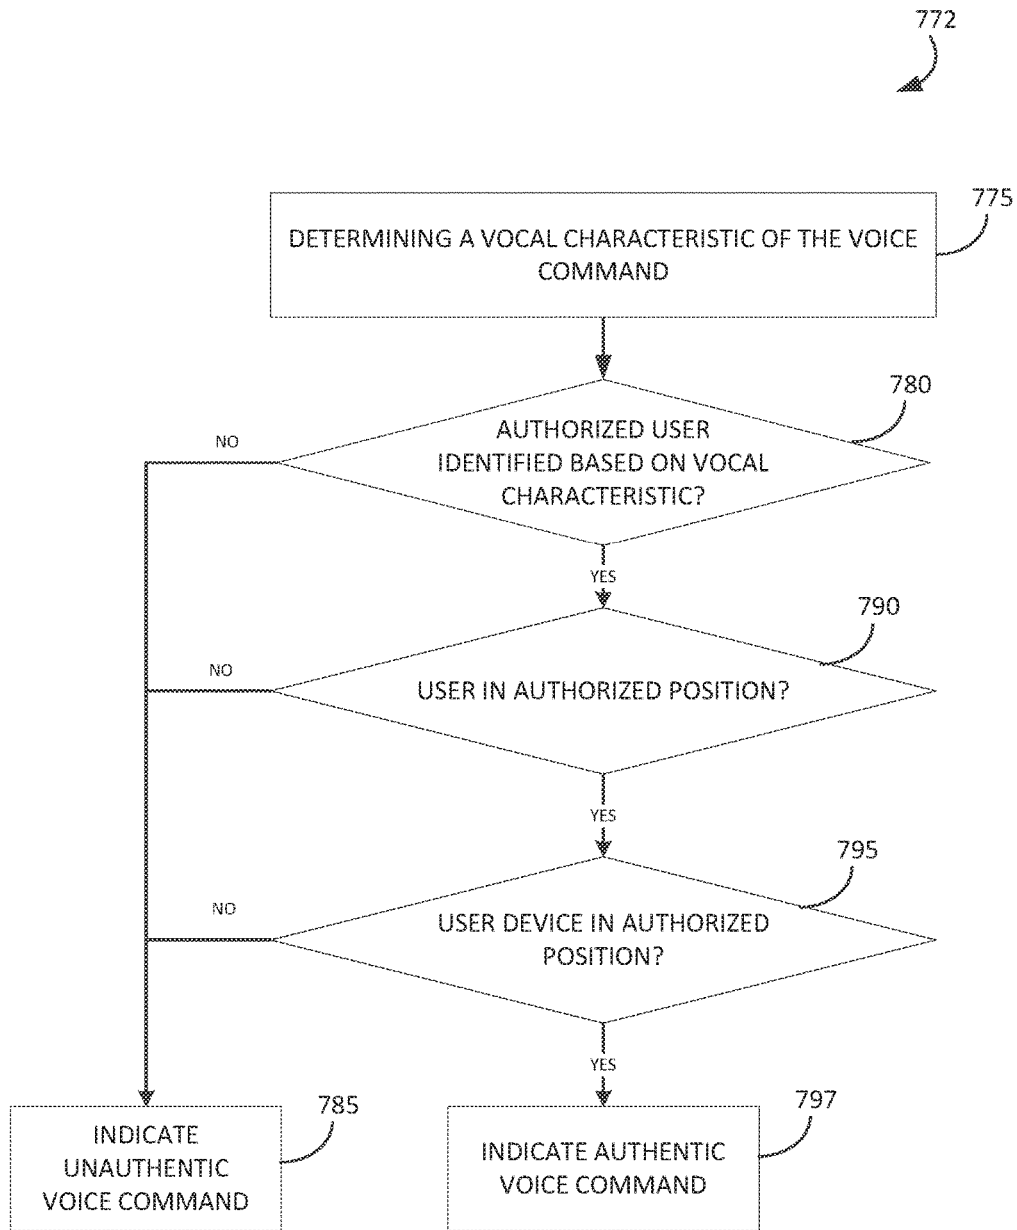 772
775
DETERMINING A VOCAL CHARACTERISTIC OF THE VOICE
COMMAND
780
NO
AUTHORIZED USER
IDENTIFIED BASED ON VOCAL
CHARACTERISTIC?
YES
790
NO
USER IN AUTHORIZED POSITION?
YES
795
NO
USER DEVICE IN AUTHORIZED
POSITION?
YES
785
INDICATE
UNAUTHENTIC
VOICE COMMAND
797
INDICATE AUTHENTIC
VOICE COMMAND